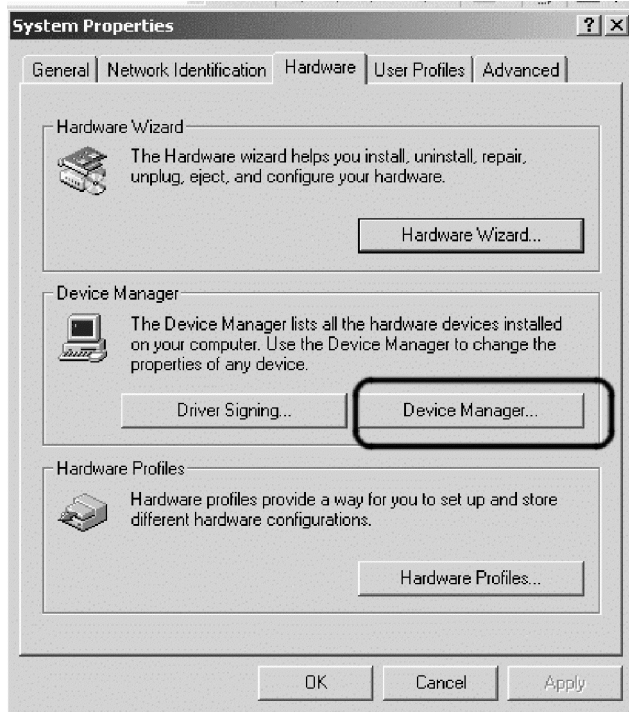 System Properties
? X
General Network Identification Hardware User Profiles Advanced
Hardware Wizard
The Hardware wizard helps you install, uninstall, repair,
unplug, eject, and configure your hardware.
Hardware Wizard...
Device Manager
The Device Manager lists all the hardware devices installed
on your computer. Use the Device Manager to change the
properties of any device.
Driver Signing... Device Manager...
Hardware Profiles
Hardware profiles provide a way for you to set up and store
different hardware configurations.
Hardware Profiles...
OK Cancel Apply